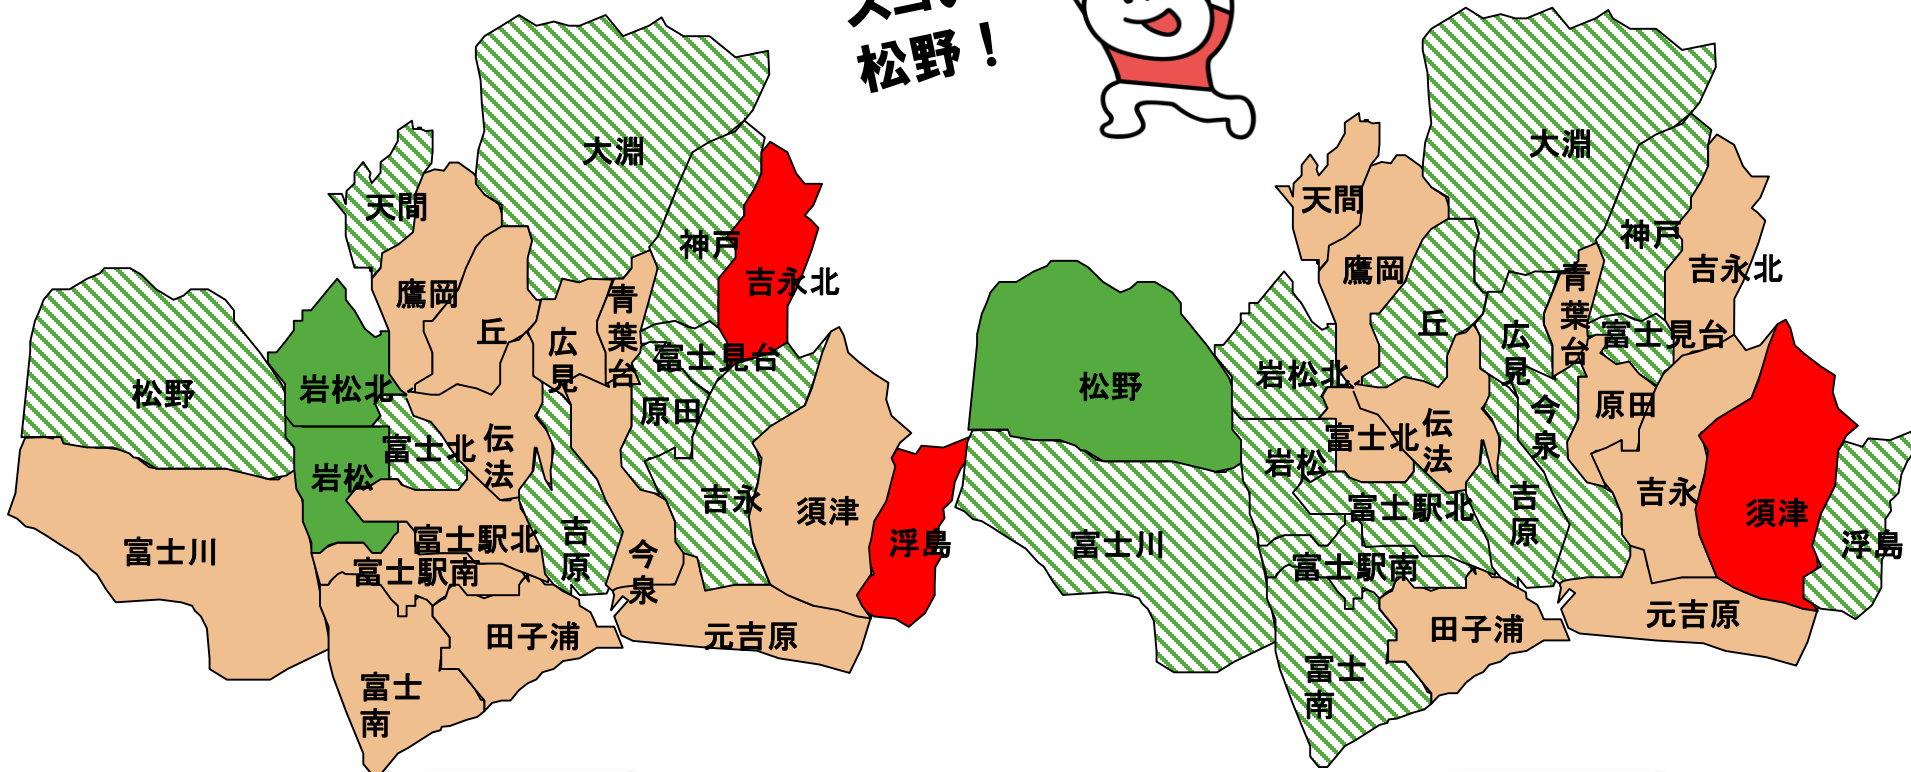 松野！
大淵
天間
神戸
吉永北
鷹岡
丘
広見
青葉台
富士見台
松野
岩松北
原田
富士北
伝法
岩松
吉永
須津
富士川
富士駅北
吉原
今泉
浮島
富士駅南
田子浦
元吉原
富士南
大淵
天間
神戸
吉永北
鷹岡
青葉台
丘
広見
富士見台
松野
岩松北
原田
今泉
富士北
伝法
岩松
吉永
須津
富士川
富士駅北
吉原
浮島
富士駅南
田子浦
元吉原
富士南